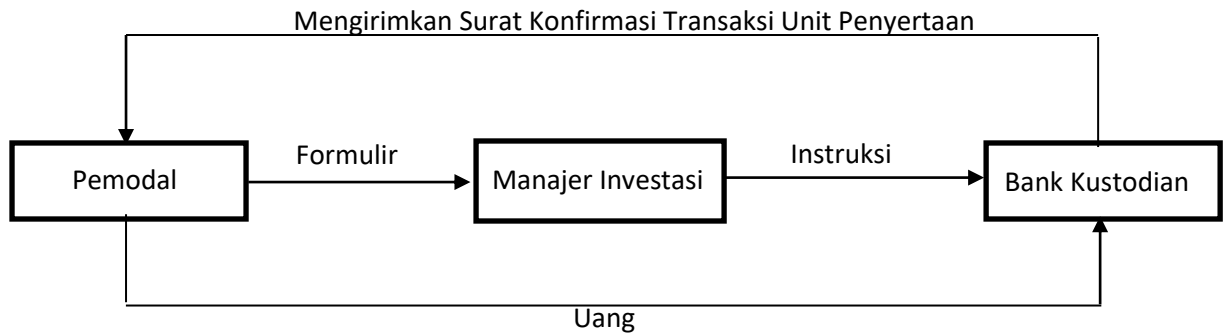 Mengirimkan Surat Konfirmasi Transaksi Unit Penyertaan
Formulir
Instruksi
Pemodal
Manajer Investasi
Bank Kustodian
Uang